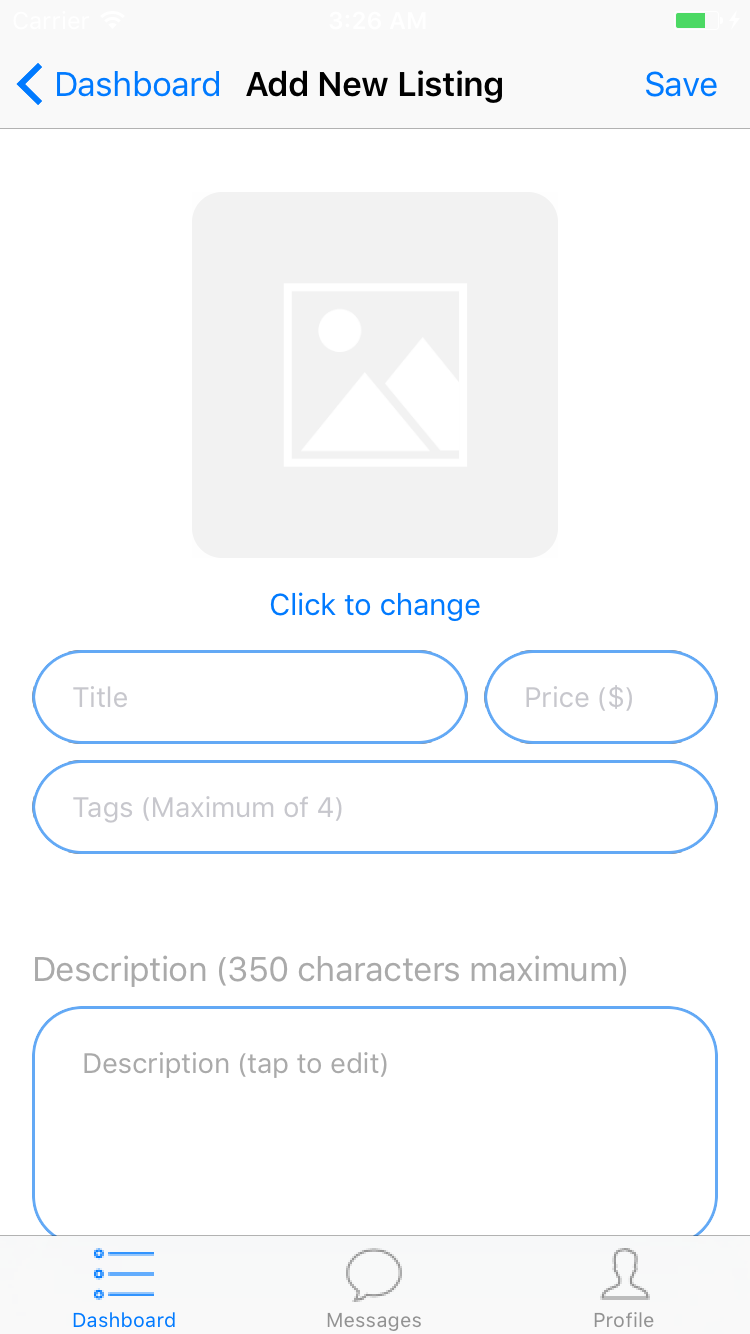 Carrier 3:26 AM
Dashboard Add New Listing Save
Click to change
Title Price ($)
Tags (Maximum of 4)
Description (350 characters maximum)
Description (tap to edit)
Dashboard Messages Profile